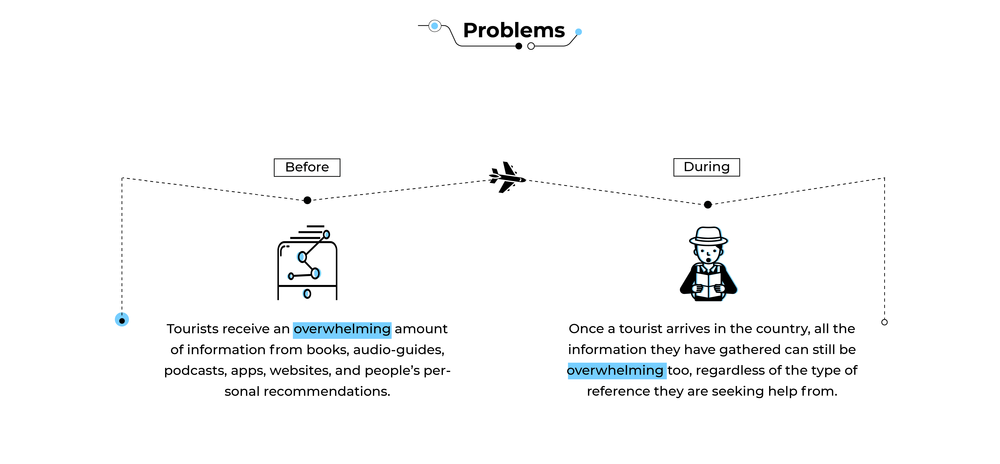 Problems
Before
During
Tourists receive an overwhelming amount
of information from books, audio-guides,
podcasts, apps, websites, and people’s per-
sonal recommendations.
Once a tourist arrives in the country, all the
information they have gathered can still be
overwhelming too, regardless of the type of
reference they are seeking help from.